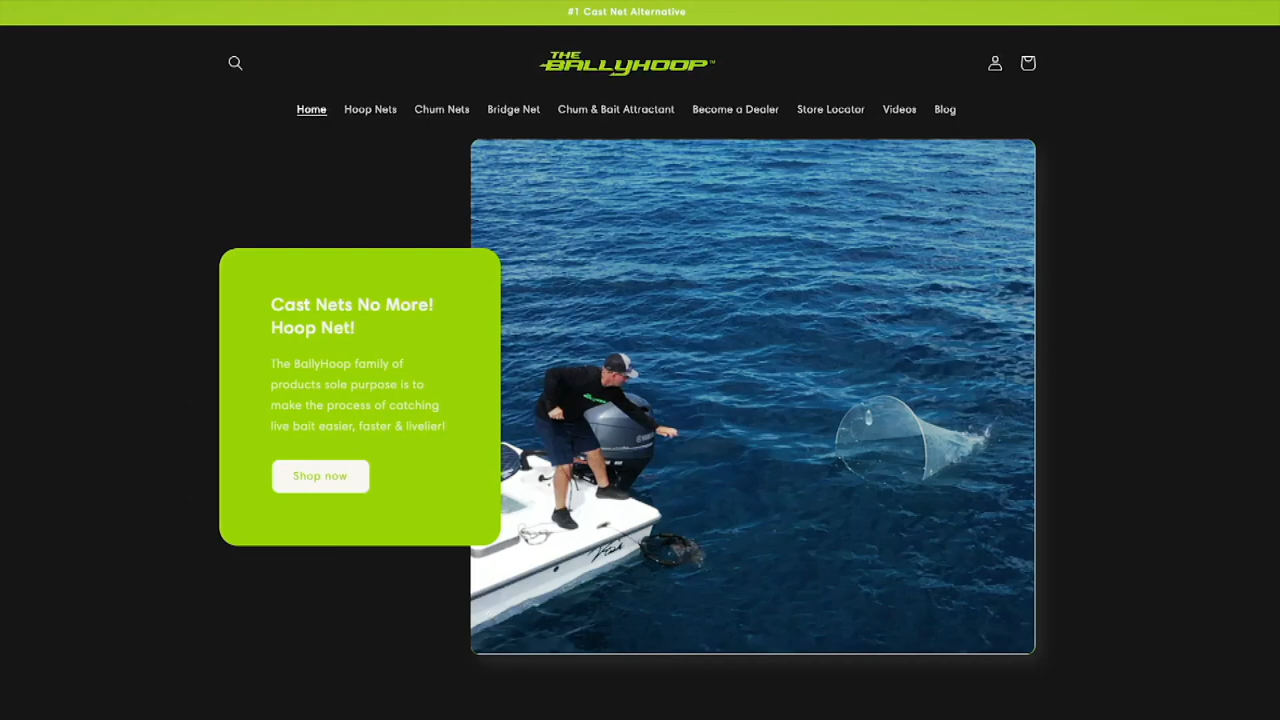 #1 Cast Net Alternative
THE
BALLYHOOP™
Home Hoop Nets Chum Nets Bridge Net Chum & Bait Attractant Become a Dealer Store Locator Videos Blog
Cast Nets No More!
Hoop Net!
The BallyHoop family of
products sole purpose is to
make the process of catching
live bait easier, faster & livelier!
Shop now